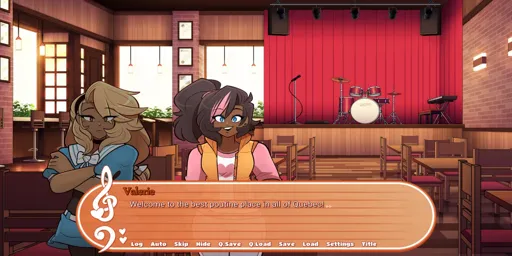 Valerie
Welcome to the best poutine place in all of Quebec!
Log Auto Skip Hide Q.Save Q.Load Save Load Settings Title